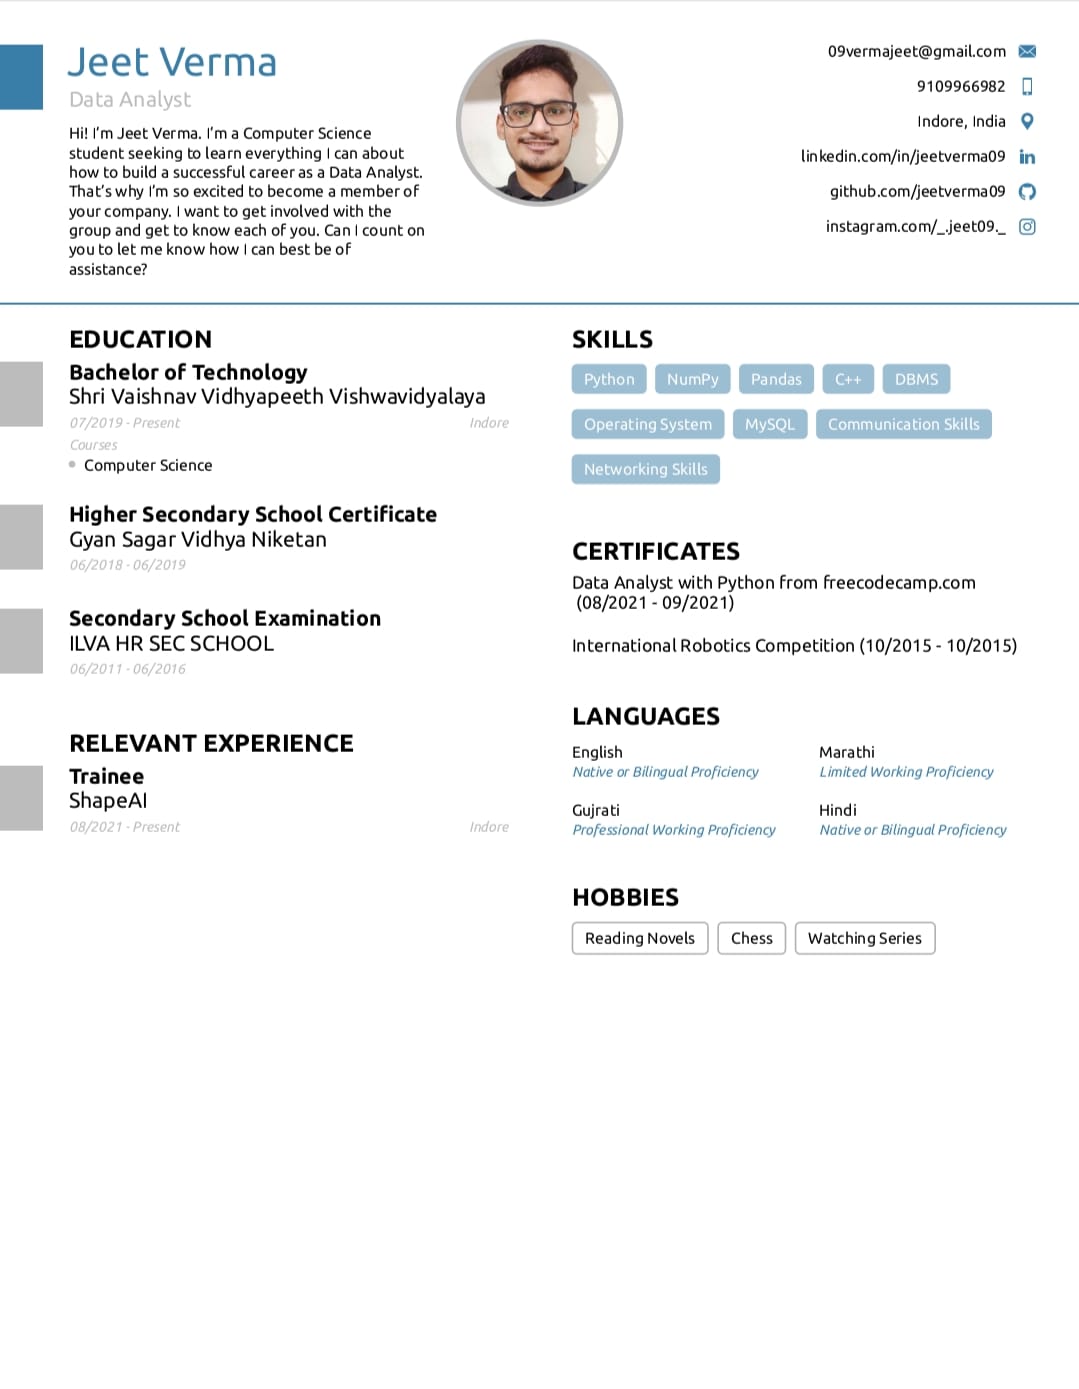 Jeet Verma
Data Analyst
Hi! I'm Jeet Verma. I'm a Computer Science
student seeking to learn everything I can about
how to build a successful career as a Data Analyst.
That's why I'm so excited to become a member of
your company. I want to get involved with the
group and get to know each of you. Can I count on
you to let me know how I can best be of
assistance?
09vermajeet@gmail.com
9109966982
Indore, India
linkedin.com/in/jeetverma09
github.com/jeetverma09
instagram.com/_.jeet09._
EDUCATION
Bachelor of Technology
Shri Vaishnav Vidhyapeeth Vishwavidyalaya
07/2019 - Present Indore
Courses
Computer Science
Higher Secondary School Certificate
Gyan Sagar Vidhya Niketan
06/2018 - 06/2019
Secondary School Examination
ILVA HR SEC SCHOOL
06/2011 - 06/2016
RELEVANT EXPERIENCE
Trainee
ShapeAI
08/2021 - Present Indore
SKILLS
Python NumPy Pandas C++ DBMS
Operating System MySQL Communication Skills
Networking Skills
CERTIFICATES
Data Analyst with Python from freecodecamp.com
(08/2021 - 09/2021)
International Robotics Competition (10/2015 - 10/2015)
LANGUAGES
English Marathi
Native or Bilingual Proficiency Limited Working Proficiency
Gujrati Hindi
Professional Working Proficiency Native or Bilingual Proficiency
HOBBIES
Reading Novels Chess Watching Series